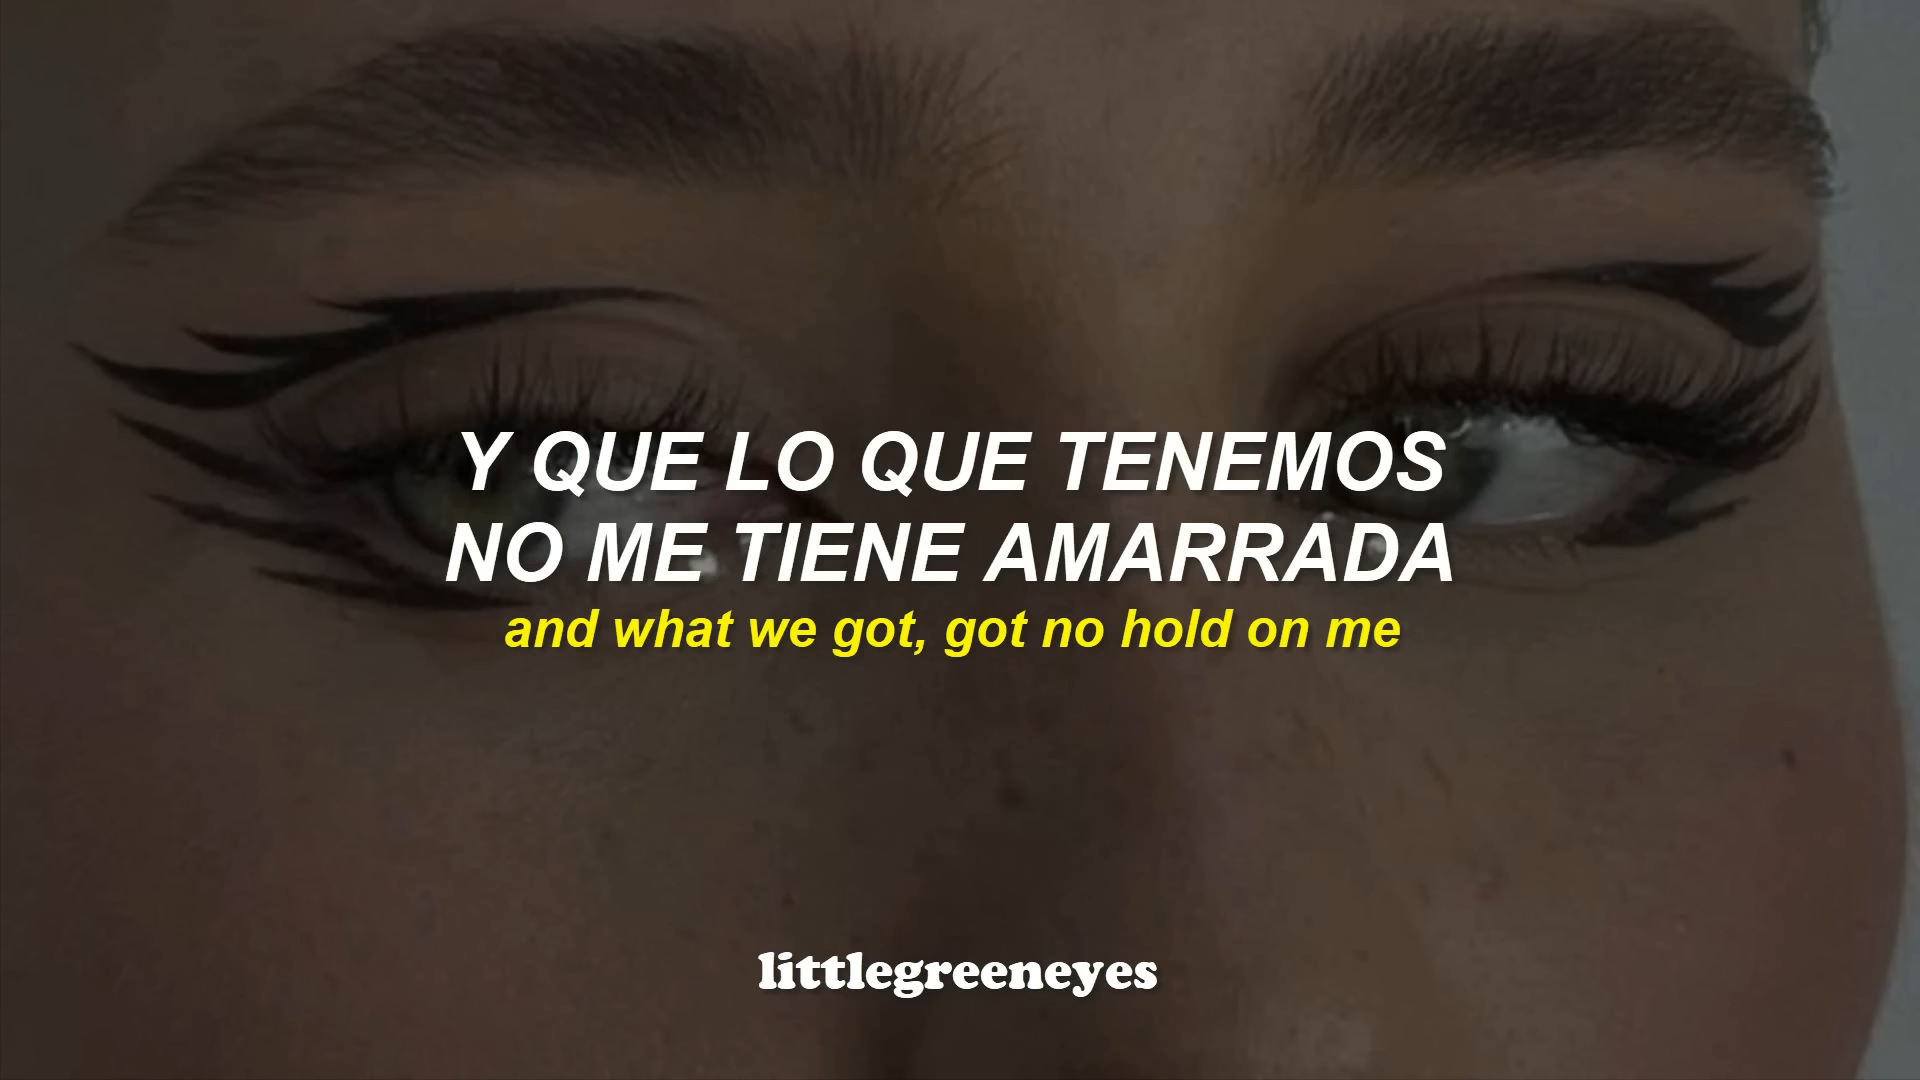 Y QUE LO QUE TENEMOS
NO ME TIENE AMARRADA
and what we got, got no hold on me
littlegreeneyes